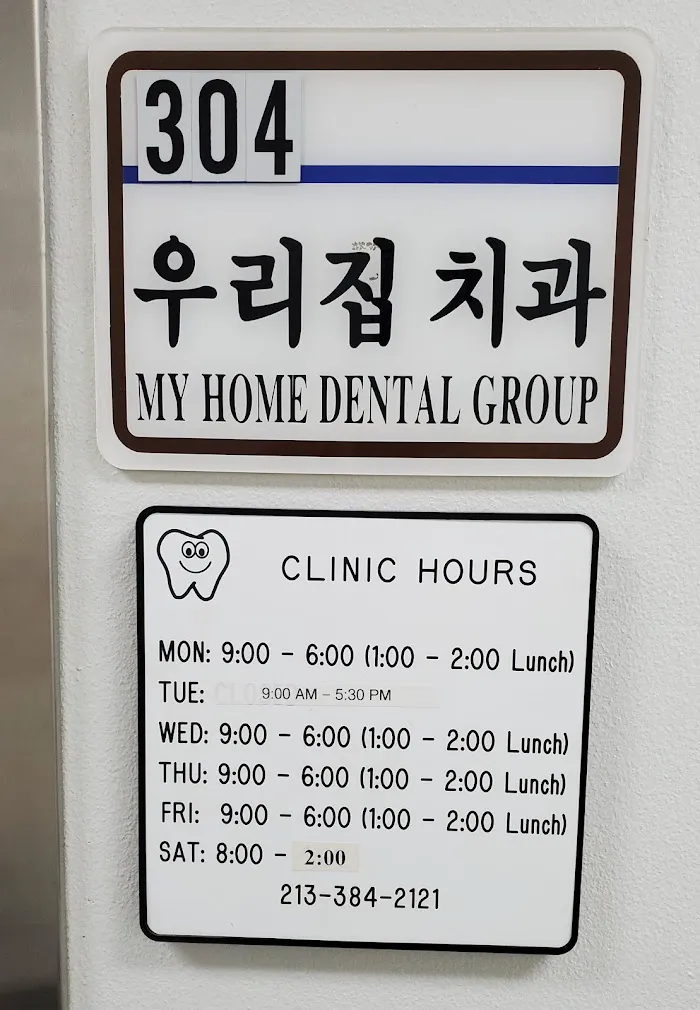 304
우리집 치과
MY HOME DENTAL GROUP
CLINIC HOURS
MON: 9:00 - 6:00 (1:00 - 2:00 Lunch)
TUE: 9:00 AM – 5:30 PM
WED: 9:00 - 6:00 (1:00 - 2:00 Lunch)
THU: 9:00 - 6:00 (1:00 - 2:00 Lunch)
FRI: 9:00 - 6:00 (1:00 - 2:00 Lunch)
SAT: 8:00 - 2:00
213-384-2121